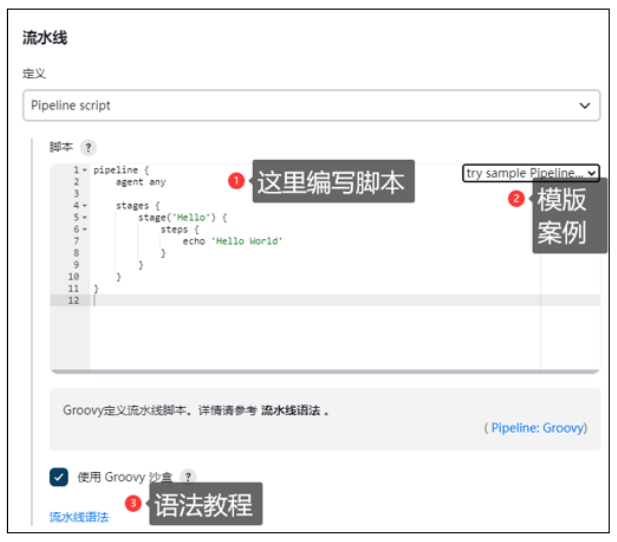 流水线
定义
Pipeline script
脚本 ?
try sample Pipeline...
1 pipeline {
2     agent any
3
4     stages {
5         stage('Hello') {
6             steps {
7                 echo 'Hello World'
8             }
9         }
10     }
11 }
12
1 这里编写脚本
2 模版
案例
Groovy定义流水线脚本。详情请参考 流水线语法 。
( Pipeline: Groovy)
使用 Groovy 沙盒 ?
3 语法教程
流水线语法